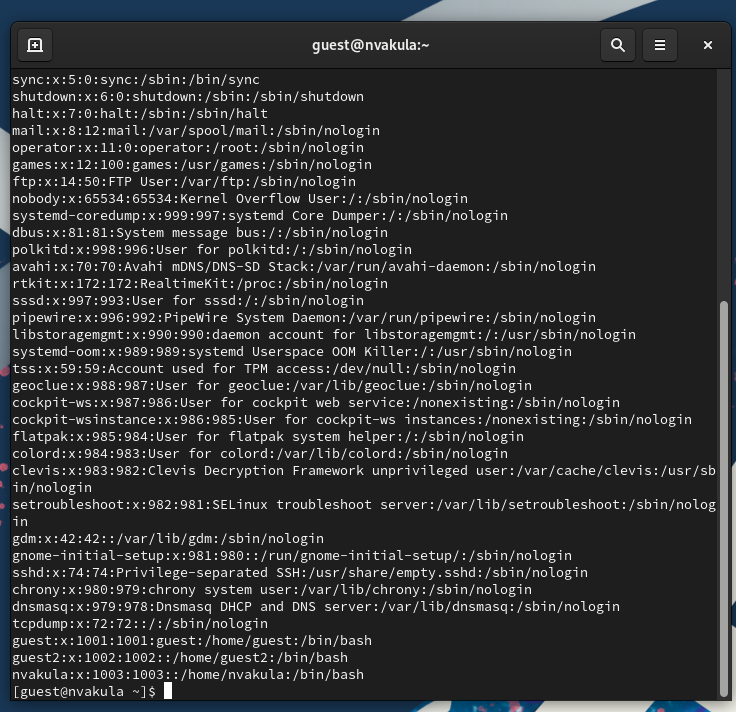 guest@nvakula:~
sync:x:5:0:sync:/sbin:/bin/sync
shutdown:x:6:0:shutdown:/sbin:/sbin/shutdown
halt:x:7:0:halt:/sbin:/sbin/halt
mail:x:8:12:mail:/var/spool/mail:/sbin/nologin
operator:x:11:0:operator:/root:/sbin/nologin
games:x:12:100:games:/usr/games:/sbin/nologin
ftp:x:14:50:FTP User:/var/ftp:/sbin/nologin
nobody:x:65534:65534:Kernel Overflow User:/:/sbin/nologin
systemd-coredump:x:999:997:systemd Core Dumper:/:/sbin/nologin
dbus:x:81:81:System message bus:/:/sbin/nologin
polkitd:x:998:996:User for polkitd:/:/sbin/nologin
avahi:x:70:70:Avahi mDNS/DNS-SD Stack:/var/run/avahi-daemon:/sbin/nologin
rtkit:x:172:172:RealtimeKit:/proc:/sbin/nologin
sssd:x:997:993:User for sssd:/:/sbin/nologin
pipewire:x:996:992:PipeWire System Daemon:/var/run/pipewire:/sbin/nologin
libstoragemgmt:x:990:990:daemon account for libstoragemgmt:/:/usr/sbin/nologin
systemd-oom:x:989:989:systemd Userspace OOM Killer:/:/usr/sbin/nologin
tss:x:59:59:Account used for TPM access:/dev/null:/sbin/nologin
geoclue:x:988:987:User for geoclue:/var/lib/geoclue:/sbin/nologin
cockpit-ws:x:987:986:User for cockpit web service:/nonexisting:/sbin/nologin
cockpit-wsinstance:x:986:985:User for cockpit-ws instances:/nonexisting:/sbin/nologin
flatpak:x:985:984:User for flatpak system helper:/:/sbin/nologin
colord:x:984:983:User for colord:/var/lib/colord:/sbin/nologin
clevis:x:983:982:Clevis Decryption Framework unprivileged user:/var/cache/clevis:/usr/sb
in/nologin
setroubleshoot:x:982:981:SELinux troubleshoot server:/var/lib/setroubleshoot:/sbin/nolog
in
gdm:x:42:42::/var/lib/gdm:/sbin/nologin
gnome-initial-setup:x:981:980::/run/gnome-initial-setup/:/sbin/nologin
sshd:x:74:74:Privilege-separated SSH:/usr/share/empty.sshd:/sbin/nologin
chrony:x:980:979:chrony system user:/var/lib/chrony:/sbin/nologin
dnsmasq:x:979:978:Dnsmasq DHCP and DNS server:/var/lib/dnsmasq:/sbin/nologin
tcpdump:x:72:72::/:/sbin/nologin
guest:x:1001:1001:guest:/home/guest:/bin/bash
guest2:x:1002:1002::/home/guest2:/bin/bash
nvakula:x:1003:1003::/home/nvakula:/bin/bash
[guest@nvakula ~]$